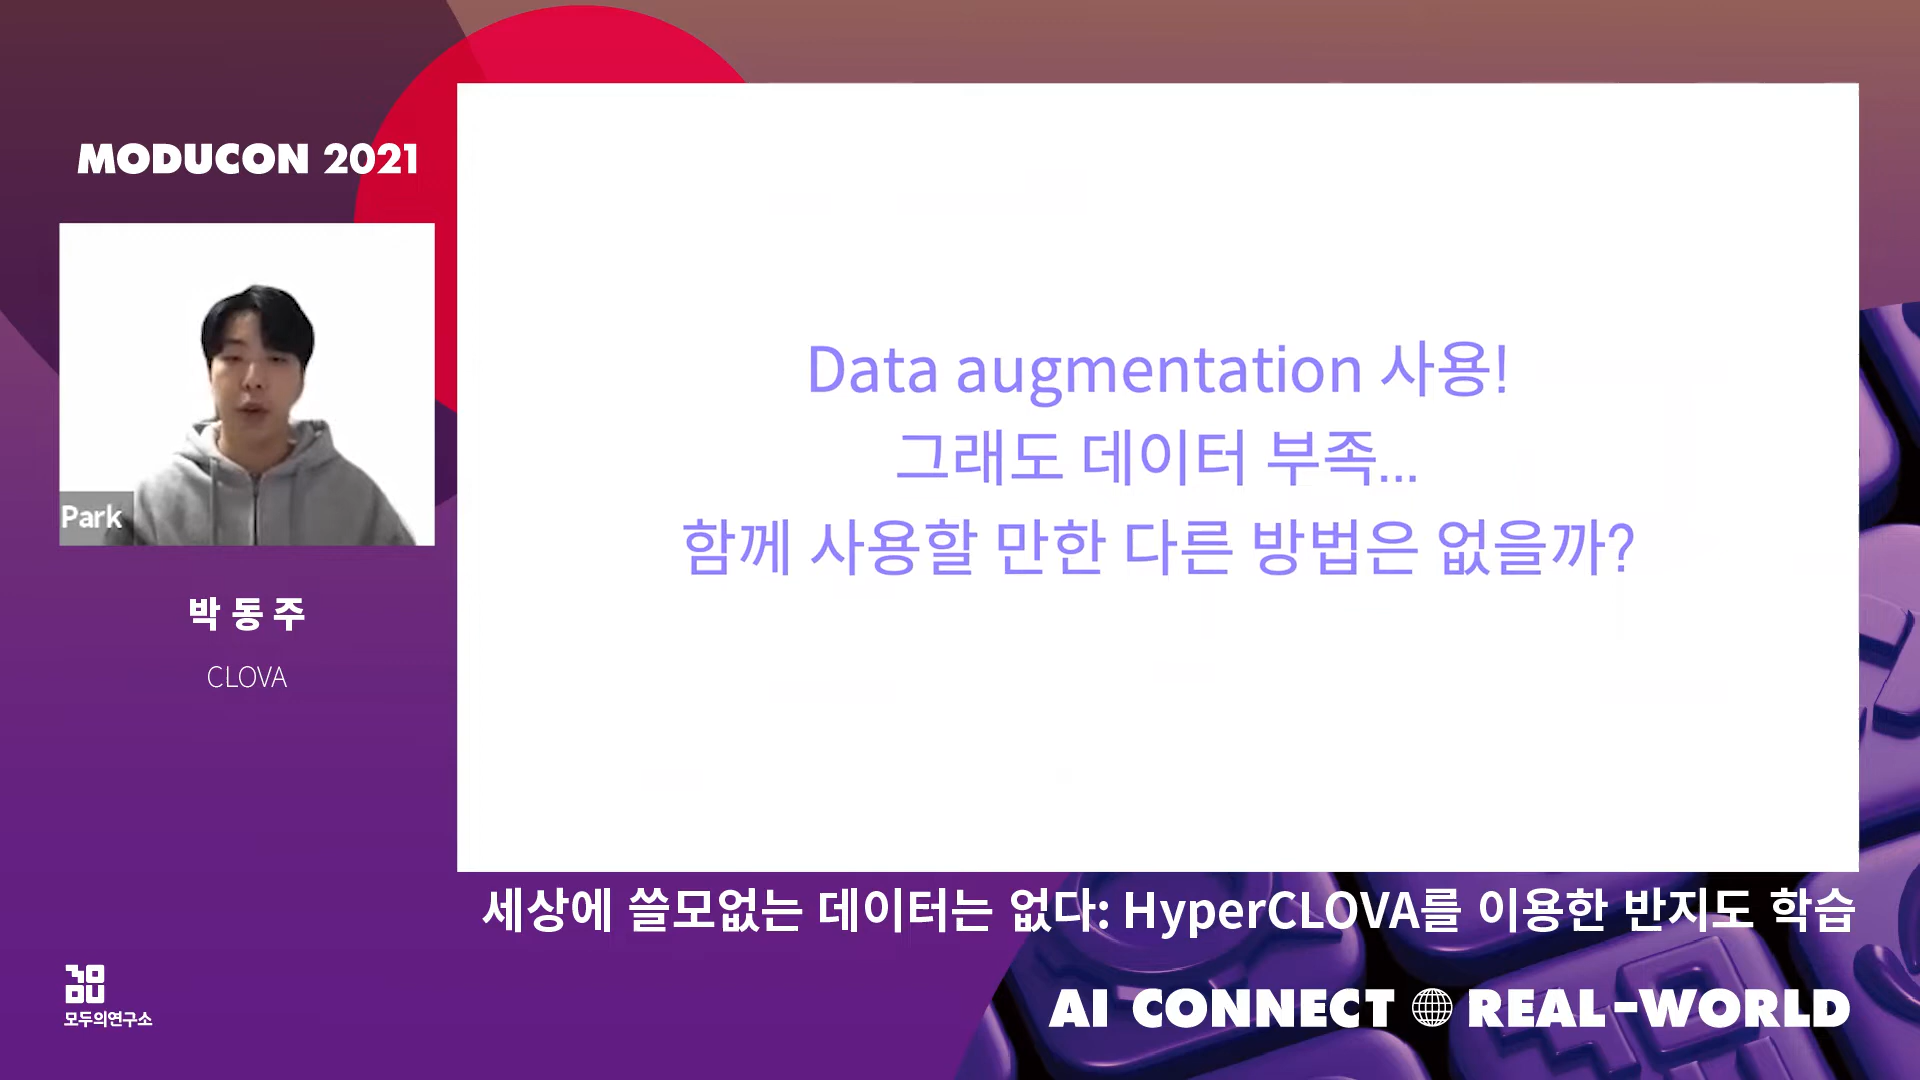 MODUCON 2021
Park
박동주
CLOVA
Data augmentation 사용!
그래도 데이터 부족...
함께 사용할 만한 다른 방법은 없을까?
세상에 쓸모없는 데이터는 없다: HyperCLOVA를 이용한 반지도 학습
모두의연구소
AI CONNECT REAL-WORLD